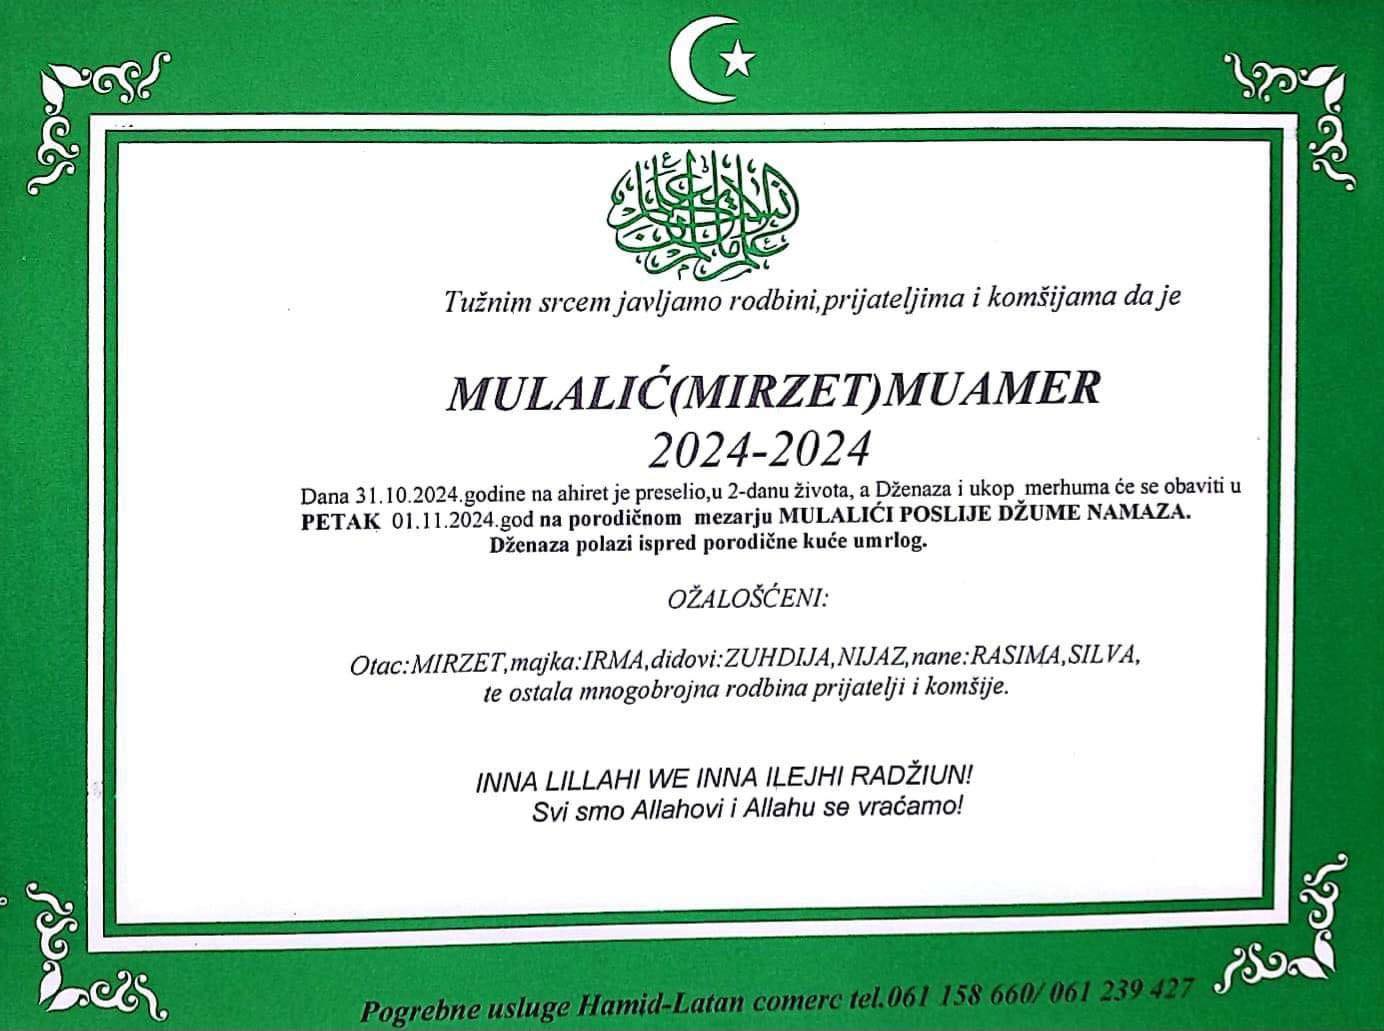 Tužnim srcem javljamo rodbini,prijateljima i komšijama da je
MULALIĆ(MIRZET)MUAMER
2024-2024
Dana 31.10.2024.godine na ahiret je preselio,u 2-danu života, a Dženaza i ukop merhuma će se obaviti u
PETAK 01.11.2024.god na porodičnom mezarju MULALIĆI POSLIJE DŽUME NAMAZA.
Dženaza polazi ispred porodične kuće umrlog.
OŽALOŠĆENI:
Otac:MIRZET,majka:IRMA,didovi:ZUHDIJA,NIJAZ,nane:RASIMA,SILVA,
te ostala mnogobrojna rodbina prijatelji i komšije.
INNA LILLAHI WE INNA ILEJHI RADŽIUN!
Svi smo Allahovi i Allahu se vraćamo!
Pogrebne usluge Hamid-Latan comerc tel.061 158 660/ 061 239 427